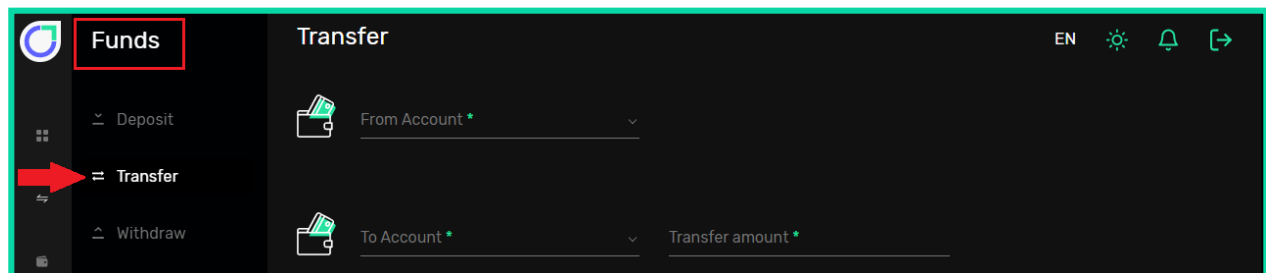 Funds
Transfer
EN
Deposit
From Account *
Transfer
Withdraw
To Account *
Transfer amount *